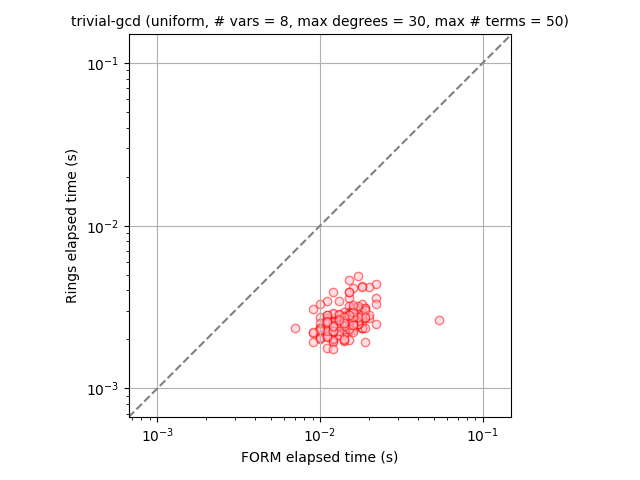 trivial-gcd (uniform, # vars = 8, max degrees = 30, max # terms = 50)
Rings elapsed time (s)
10⁻¹
10⁻²
10⁻³
10⁻³ 10⁻² 10⁻¹
FORM elapsed time (s)